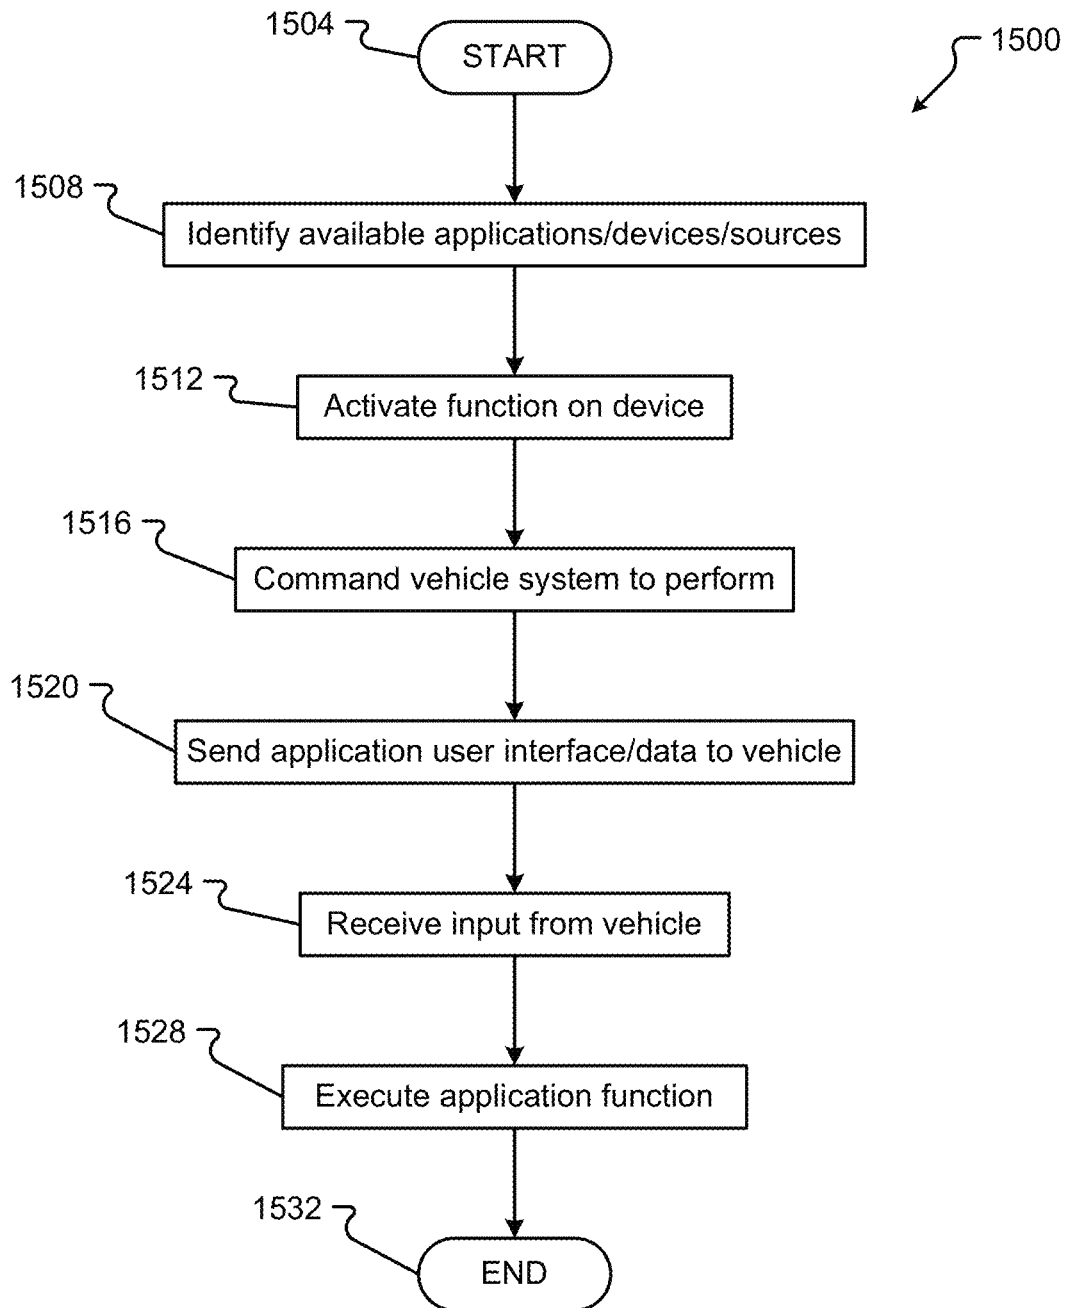 1504
START
1500
1508
Identify available applications/devices/sources
1512
Activate function on device
1516
Command vehicle system to perform
1520
Send application user interface/data to vehicle
1524
Receive input from vehicle
1528
Execute application function
1532
END